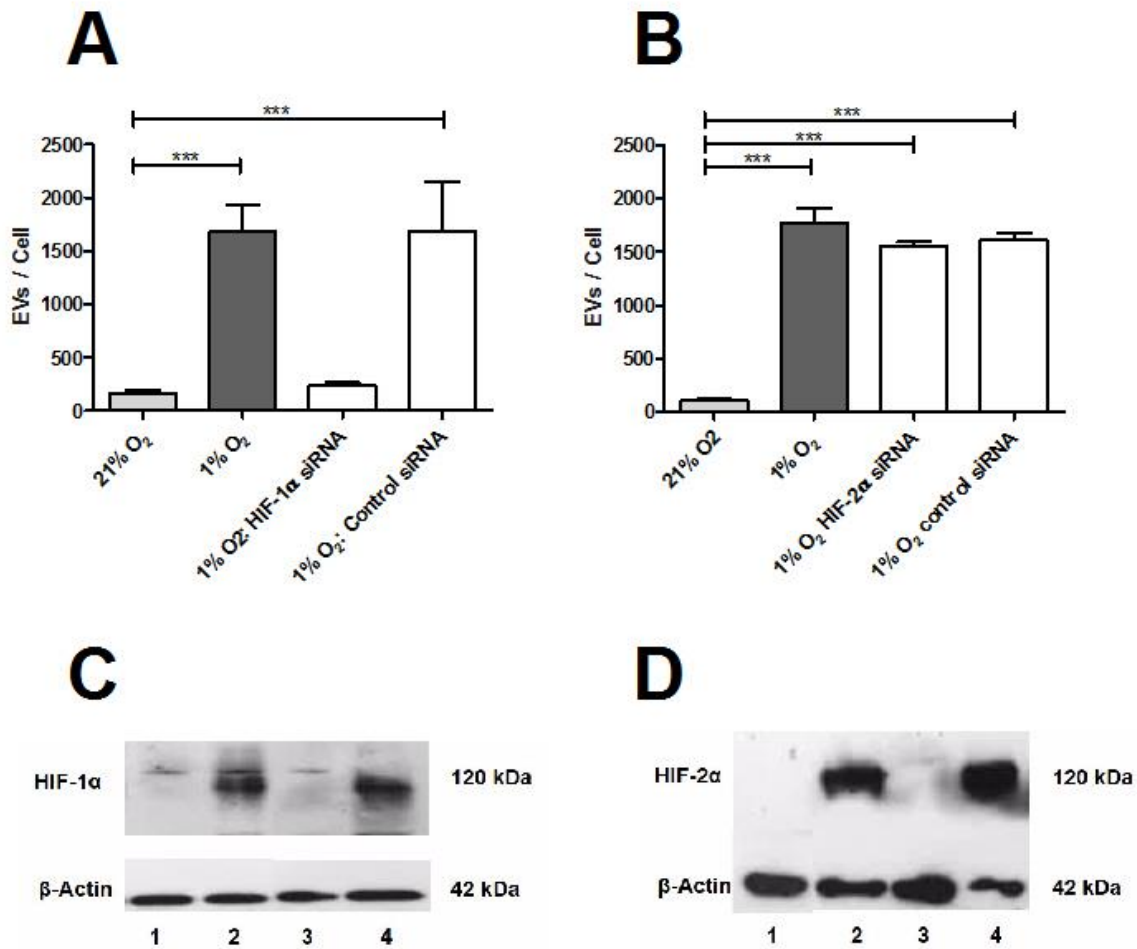 A
B
***
***
2500
2000
1500
1000
500
0
EVs / Cell
21% O₂
1% O₂
1% O2: HIF-1α siRNA
1% O₂: Control siRNA
***
***
***
2500
2000
1500
1000
500
0
EVs / Cell
21% O2
1% O₂
1% O₂ HIF-2α siRNA
1% O₂ control siRNA
C
D
HIF-1α
120 kDa
β-Actin
42 kDa
1 2 3 4
HIF-2α
120 kDa
β-Actin
42 kDa
1 2 3 4